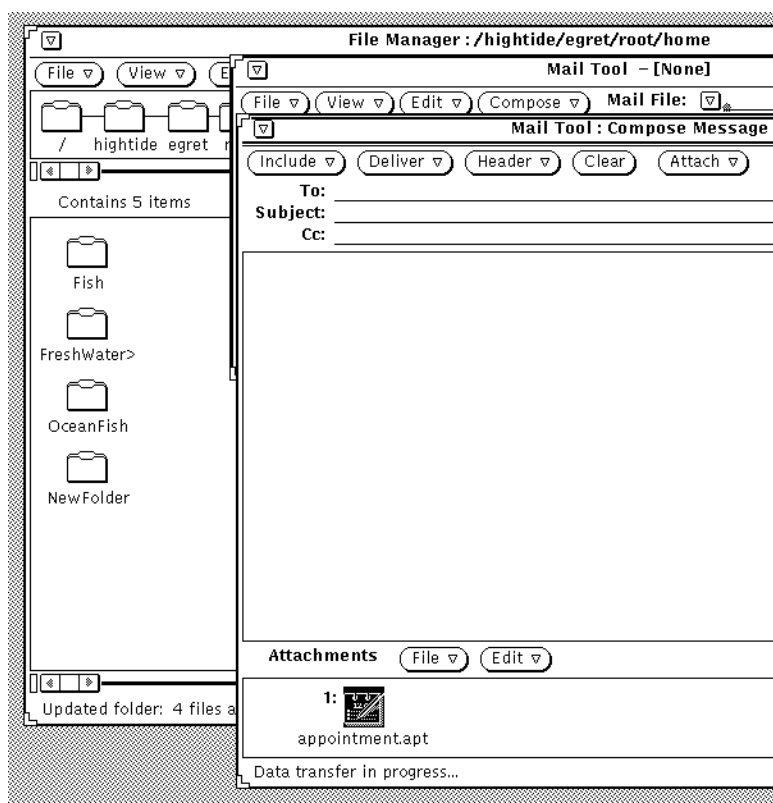 File Manager : /hightide/egret/root/home
File View
Mail Tool – [None]
File View Edit Compose Mail File:
/ hightide egret
Mail Tool : Compose Message
Include Deliver Header Clear Attach
To:
Subject:
Cc:
Contains 5 items
Fish
FreshWater>
OceanFish
NewFolder
Attachments File Edit
1:
appointment.apt
Updated folder: 4 files
Data transfer in progress...